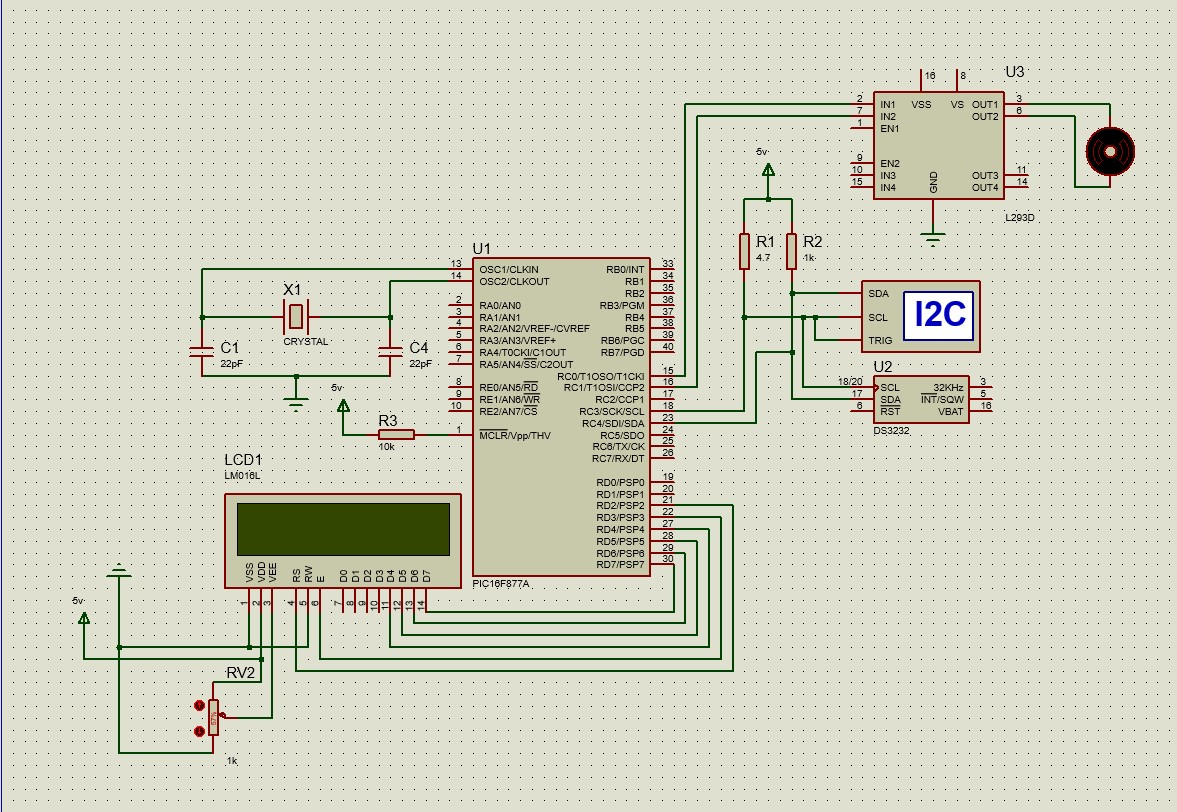 U3
16 8
2 IN1 VSS VS OUT1 3
7 IN2 OUT2 6
1 EN1
9 EN2
10 IN3 OUT3 11
15 IN4 GND OUT4 14
L293D
5v
R1
4.7
R2
1k
SDA
SCL
TRIG
I2C
U2
18/20 SCL 32KHz 3
17 SDA INT/SQW 5
6 RST VBAT 16
DS3232
U1
13 OSC1/CLKIN RB0/INT 33
14 OSC2/CLKOUT RB1 34
RB2 35
2 RA0/AN0 RB3/PGM 36
3 RA1/AN1 RB4 37
4 RA2/AN2/VREF-/CVREF RB5 38
5 RA3/AN3/VREF+ RB6/PGC 39
6 RA4/T0CKI/C1OUT RB7/PGD 40
7 RA5/AN4/SS/C2OUT
RC0/T1OSO/T1CKI 15
8 RE0/AN5/RD RC1/T1OSI/CCP2 16
9 RE1/AN6/WR RC2/CCP1 17
10 RE2/AN7/CS RC3/SCK/SCL 18
RC4/SDI/SDA 23
1 MCLR/Vpp/THV RC5/SDO 24
RC6/TX/CK 25
RC7/RX/DT 26
RD0/PSP0 19
RD1/PSP1 20
RD2/PSP2 21
RD3/PSP3 22
RD4/PSP4 27
RD5/PSP5 28
RD6/PSP6 29
RD7/PSP7 30
PIC16F877A
X1
CRYSTAL
C1
22pF
C4
22pF
5v
R3
10k
LCD1
LM016L
VSS VDD VEE RS RW E D0 D1 D2 D3 D4 D5 D6 D7
1 2 3 4 5 6 7 8 9 10 11 12 13 14
5v
RV2
57%
1k